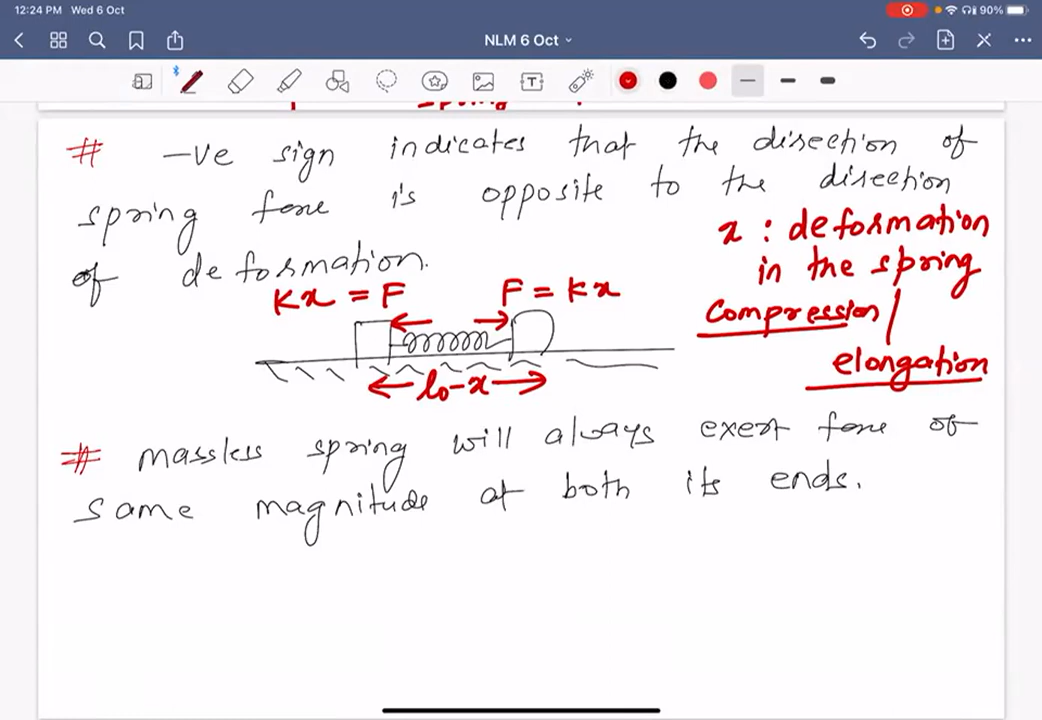 12:24 PM Wed 6 Oct
90%
NLM 6 Oct
T
spring
# -ve sign indicates that the direction of
spring force is opposite to the direction
of deformation.
x : deformation
in the spring
compression/
elongation
Kx = F F = Kx
l₀-x
# massless spring will always exert force of
same magnitude at both its ends.